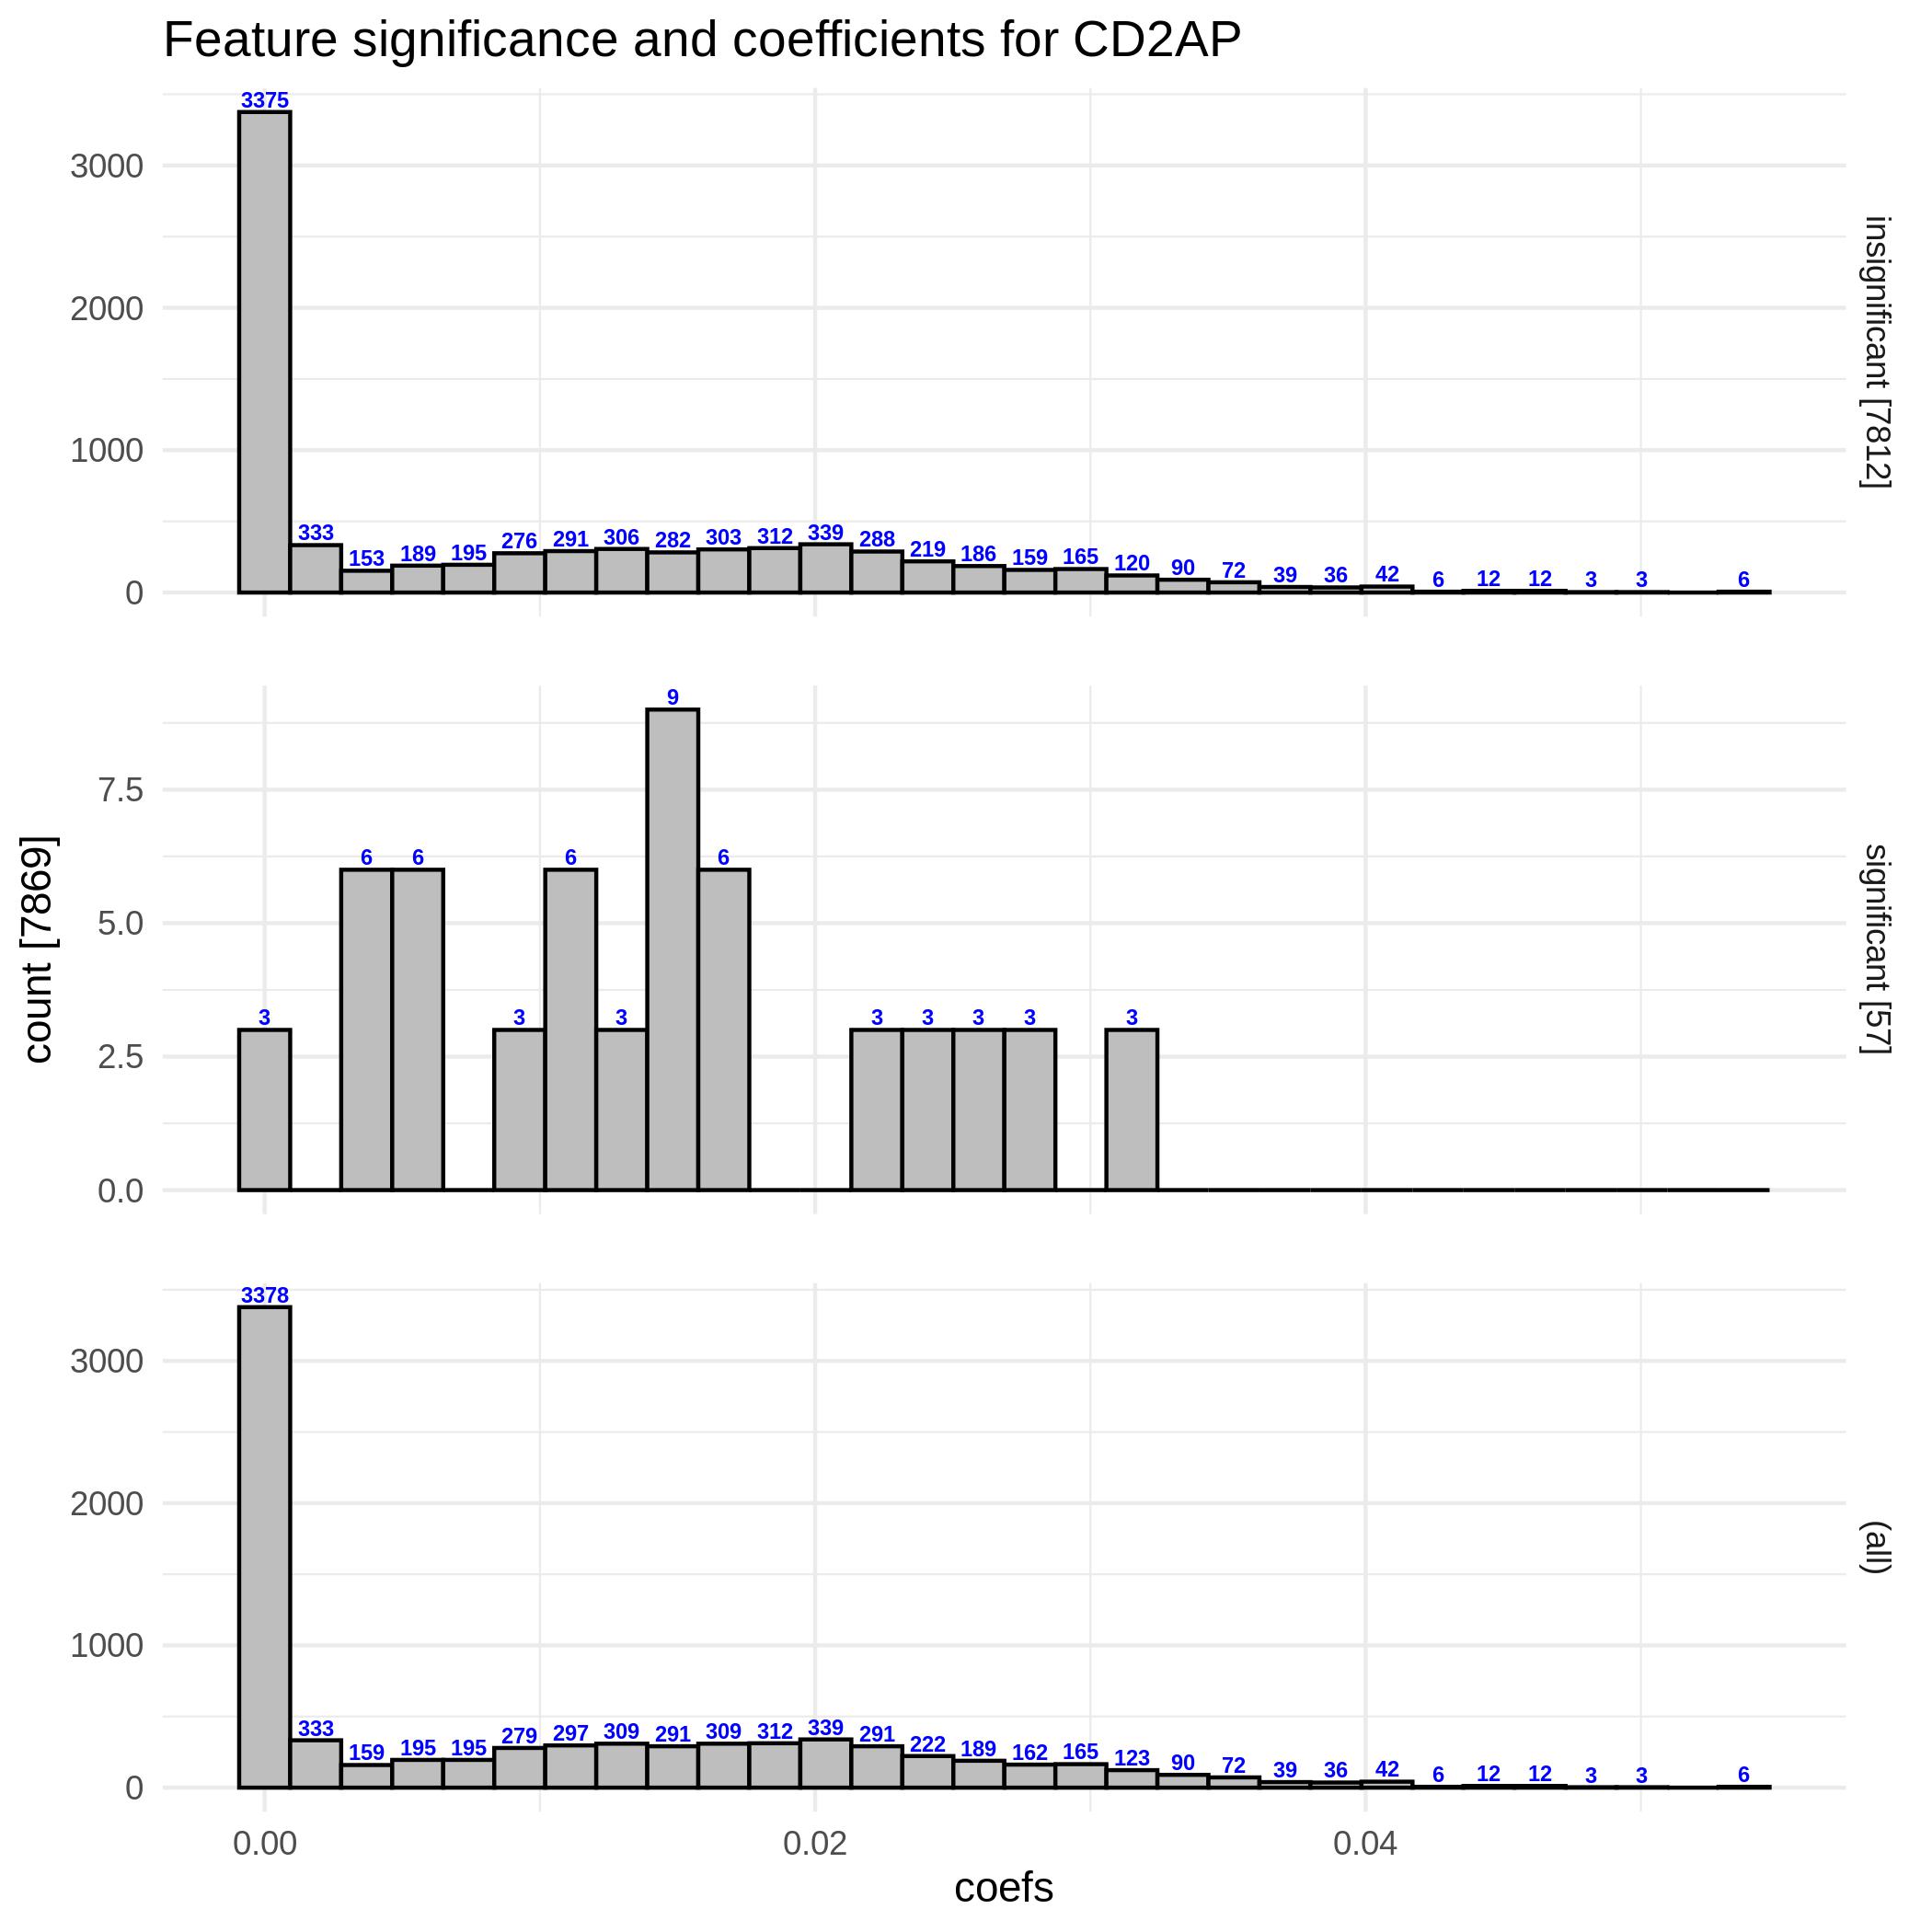 Feature significance and coefficients for CD2AP
3375
3000
2000
1000
0
333 153 189 195 276 291 306 282 303 312 339 288 219 186 159 165 120 90 72 39 36 42 6 12 12 3 3 6
insignificant [7812]
count [7869]
7.5
5.0
2.5
0.0
3 6 6 3 6 3 9 6 3 3 3 3 3
significant [57]
3378
3000
2000
1000
0
333 159 195 195 279 297 309 291 309 312 339 291 222 189 162 165 123 90 72 39 36 42 6 12 12 3 3 6
(all)
0.00 0.02 0.04
coefs